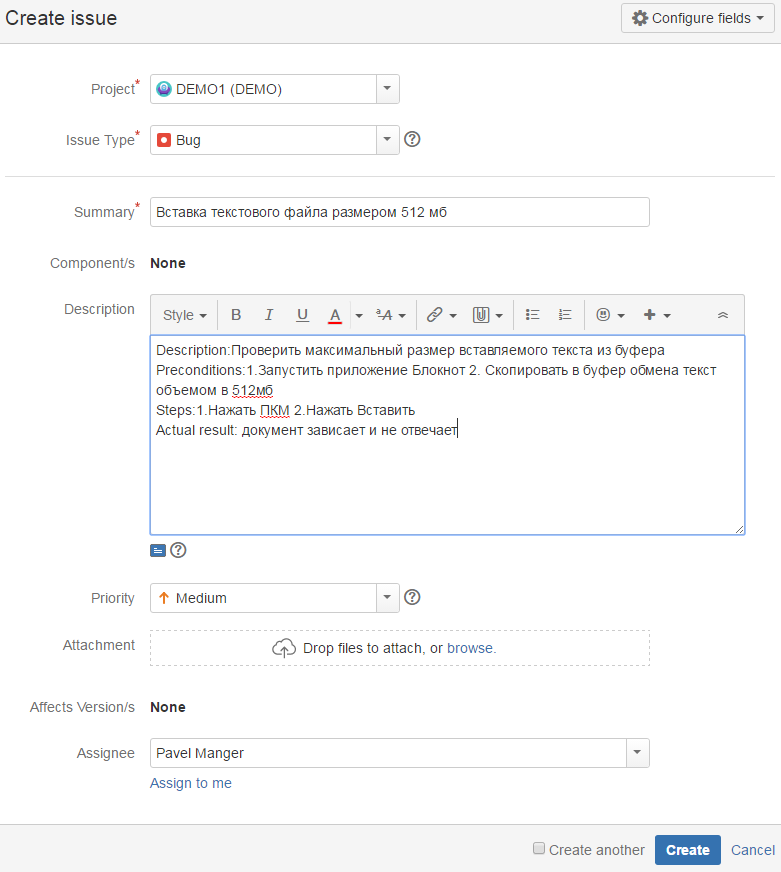 Create issue
Configure fields
Project*
DEMO1 (DEMO)
Issue Type*
Bug
Summary*
Вставка текстового файла размером 512 мб
Component/s
None
Description
Style B I U A ªA
Description:Проверить максимальный размер вставляемого текста из буфера
Preconditions:1.Запустить приложение Блокнот 2. Скопировать в буфер обмена текст
объемом в 512мб
Steps:1.Нажать ПКМ 2.Нажать Вставить
Actual result: документ зависает и не отвечает
Priority
Medium
Attachment
Drop files to attach, or browse.
Affects Version/s
None
Assignee
Pavel Manger
Assign to me
Create another
Create
Cancel